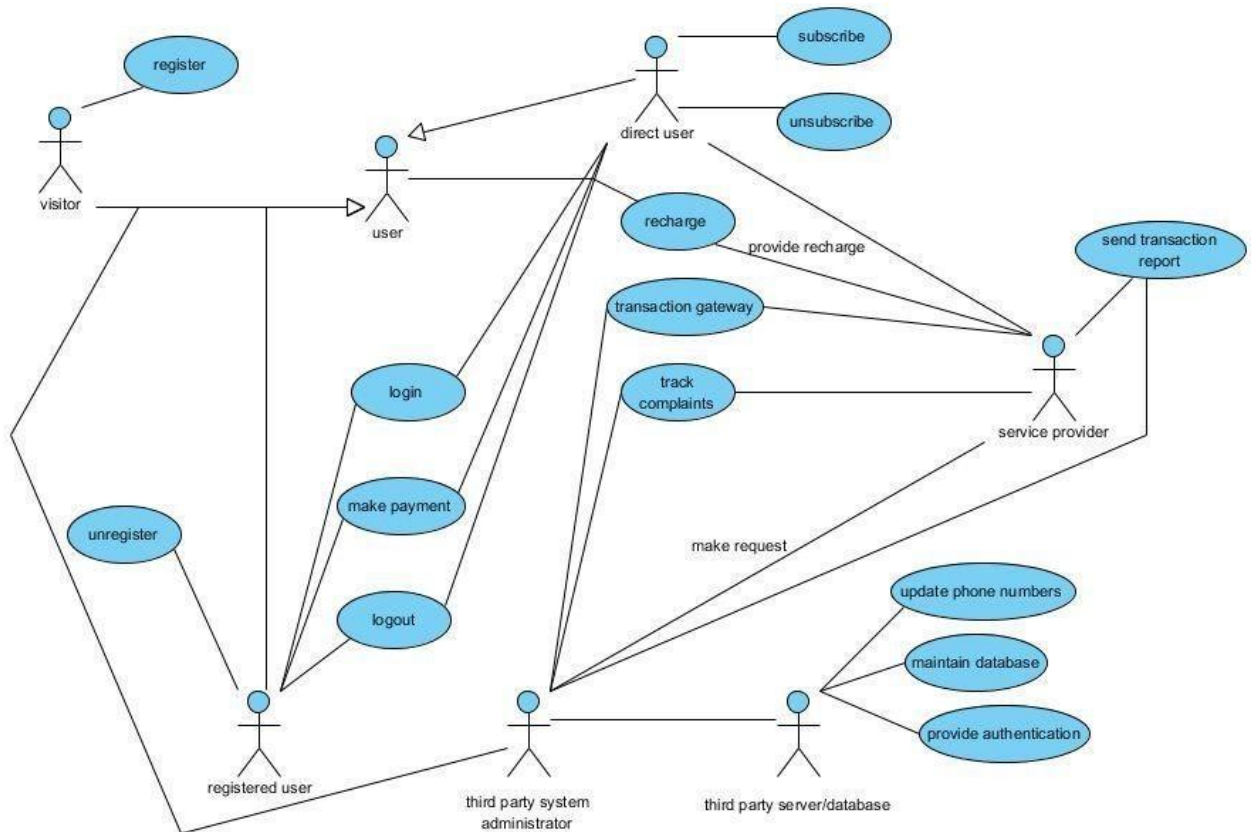 subscribe
register
direct user
unsubscribe
visitor
user
recharge
provide recharge
send transaction
report
transaction gateway
login
track
complaints
service provider
make payment
unregister
make request
logout
update phone numbers
maintain database
provide authentication
registered user
third party system
administrator
third party server/database